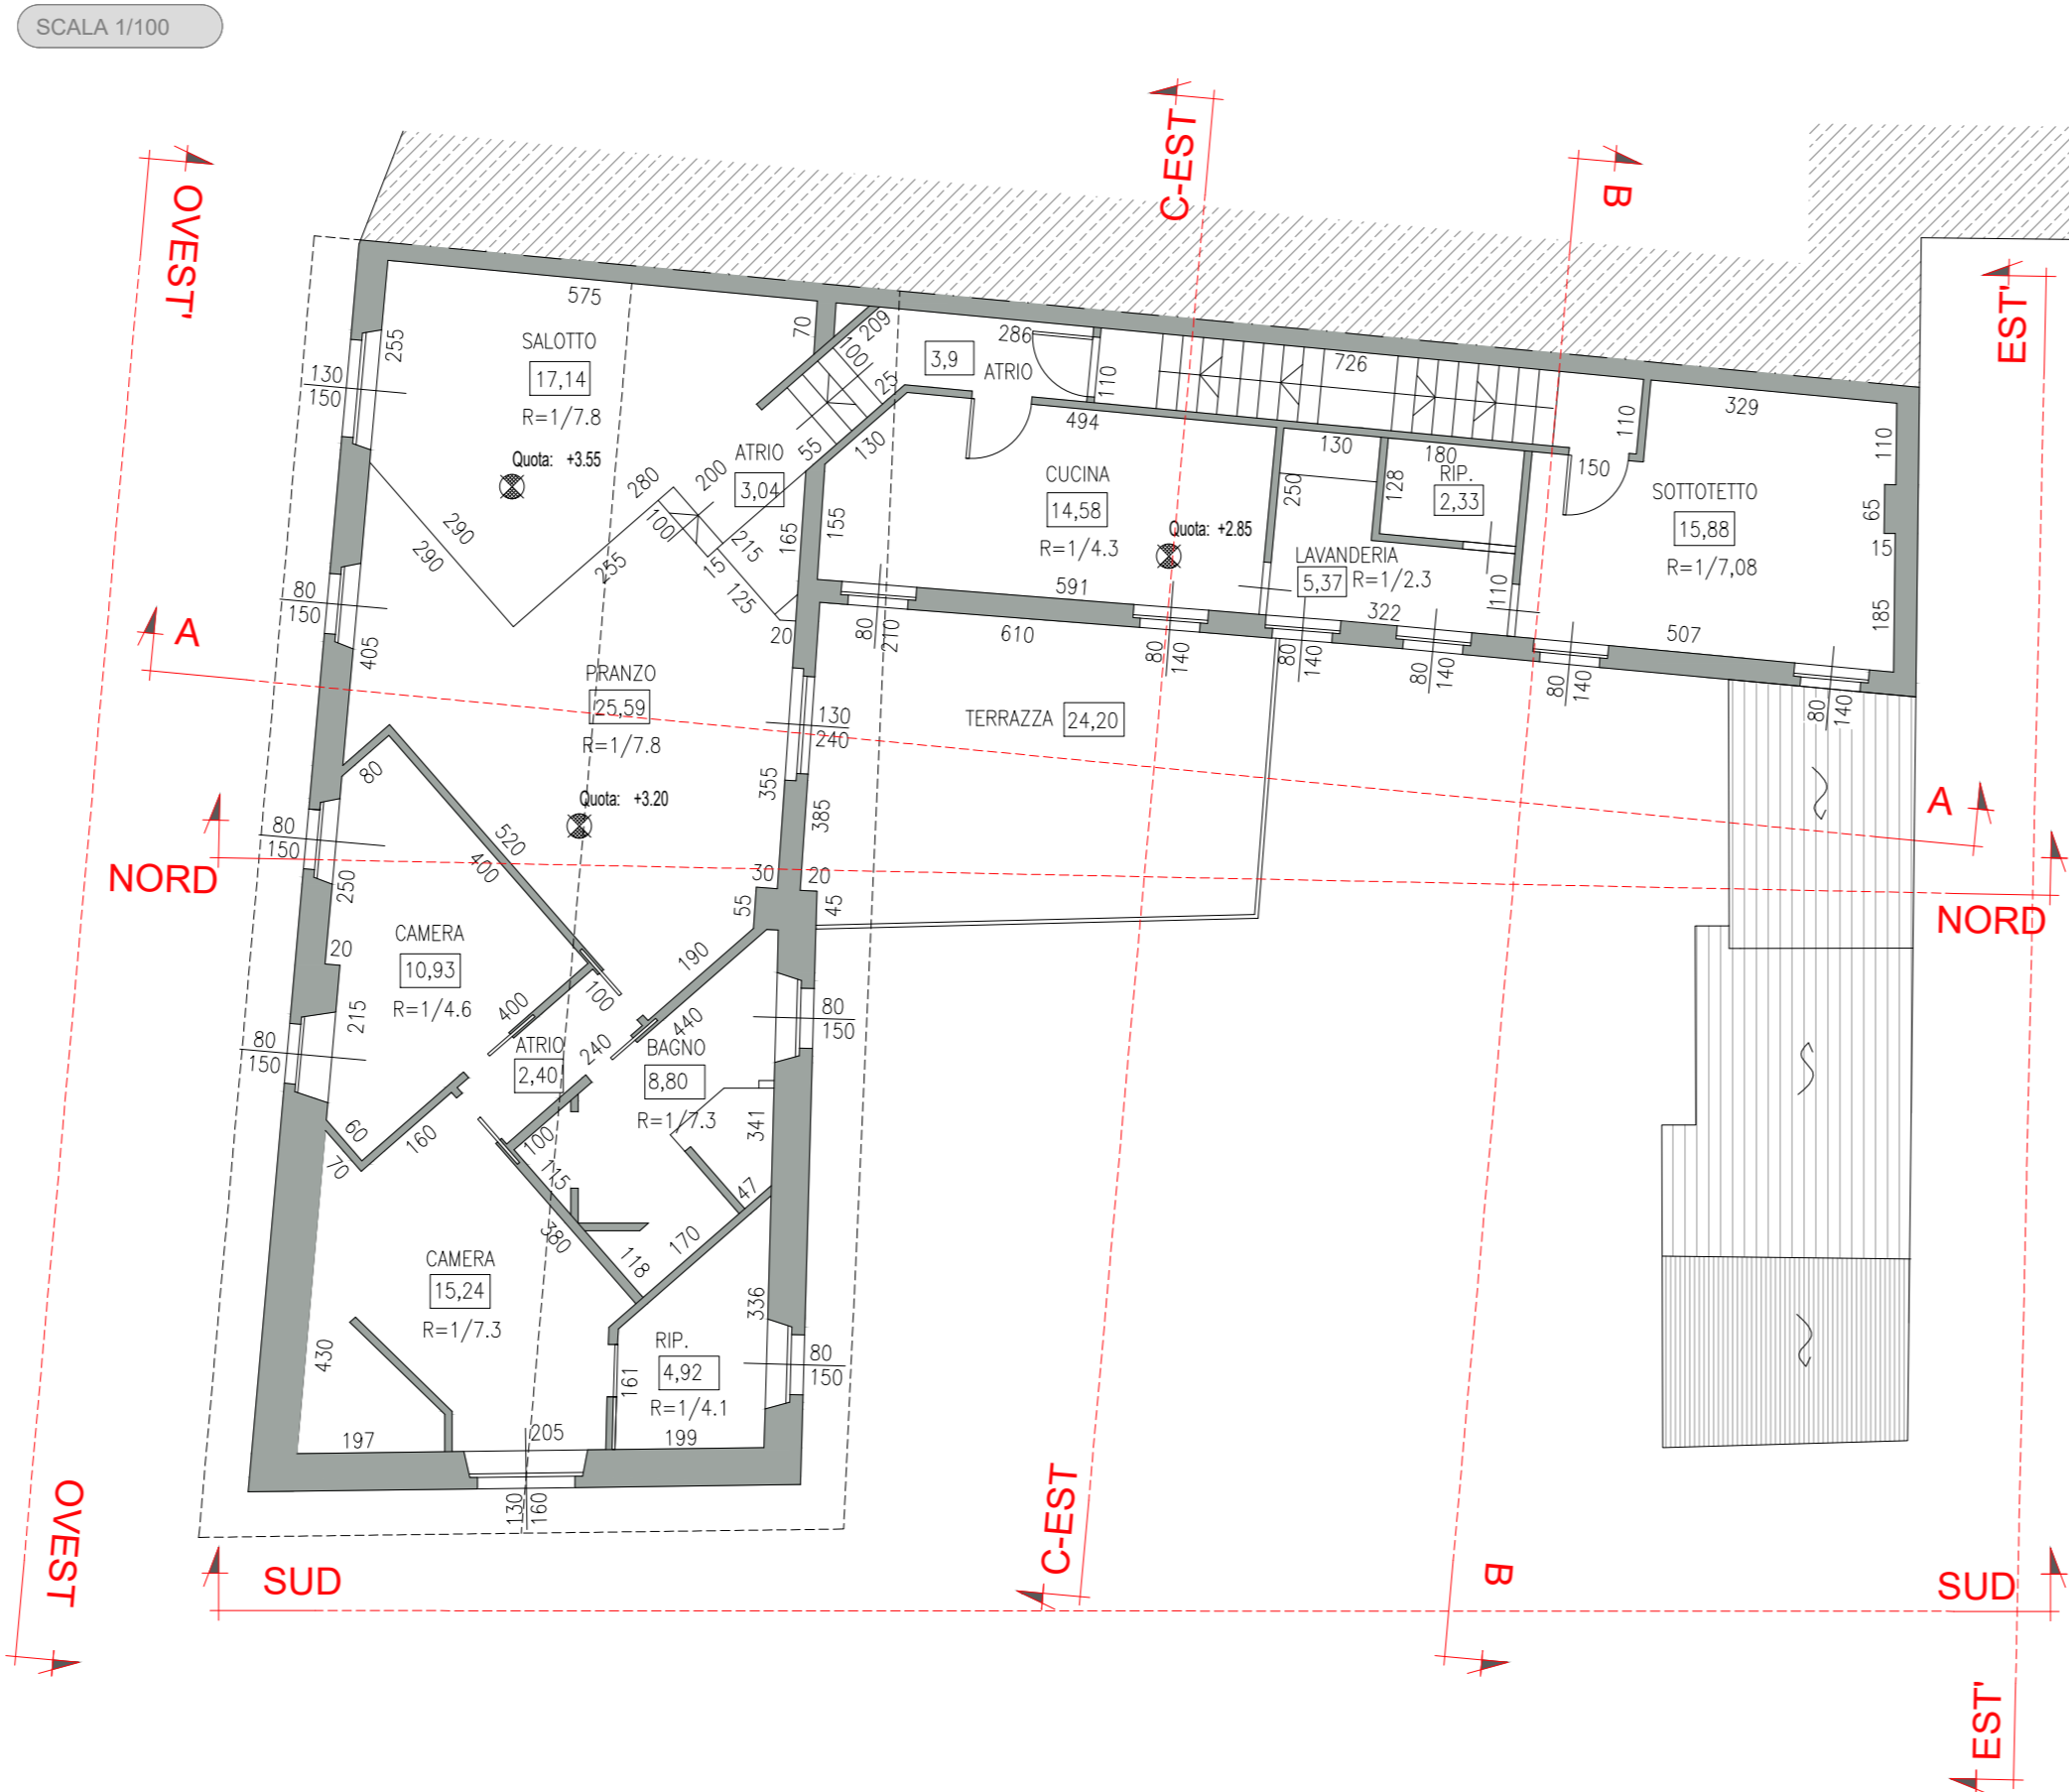 SCALA 1/100
C-EST
B
OVEST'
EST'
575
70
209
100
25
286
3,9
ATRIO
110
726
329
110
110
255
SALOTTO
17,14
R=1/7.8
130
150
Quota: +3.55
494
130
180
150
55
130
ATRIO
3,04
280
200
100
CUCINA
14,58
R=1/4.3
Quota: +2.85
250
128
RIP.
2,33
SOTTOTETTO
15,88
R=1/7,08
65
15
185
290
290
255
15
215
165
155
125
20
LAVANDERIA
5,37
R=1/2.3
110
591
322
507
610
80
150
405
80
210
80
140
80
140
80
140
80
140
80
140
A
PRANZO
25,59
R=1/7.8
TERRAZZA
24,20
130
240
355
385
Quota: +3.20
A
80
80
150
520
400
NORD
NORD
250
30
20
55
45
CAMERA
10,93
R=1/4.6
20
215
190
100
400
440
80
150
80
150
ATRIO
2,40
240
BAGNO
8,80
R=1/7.3
341
60
70
160
100
115
47
170
380
118
CAMERA
15,24
R=1/7.3
430
336
RIP.
4,92
R=1/4.1
161
80
150
197
205
199
130
160
OVEST
C-EST
B
SUD
SUD
EST'